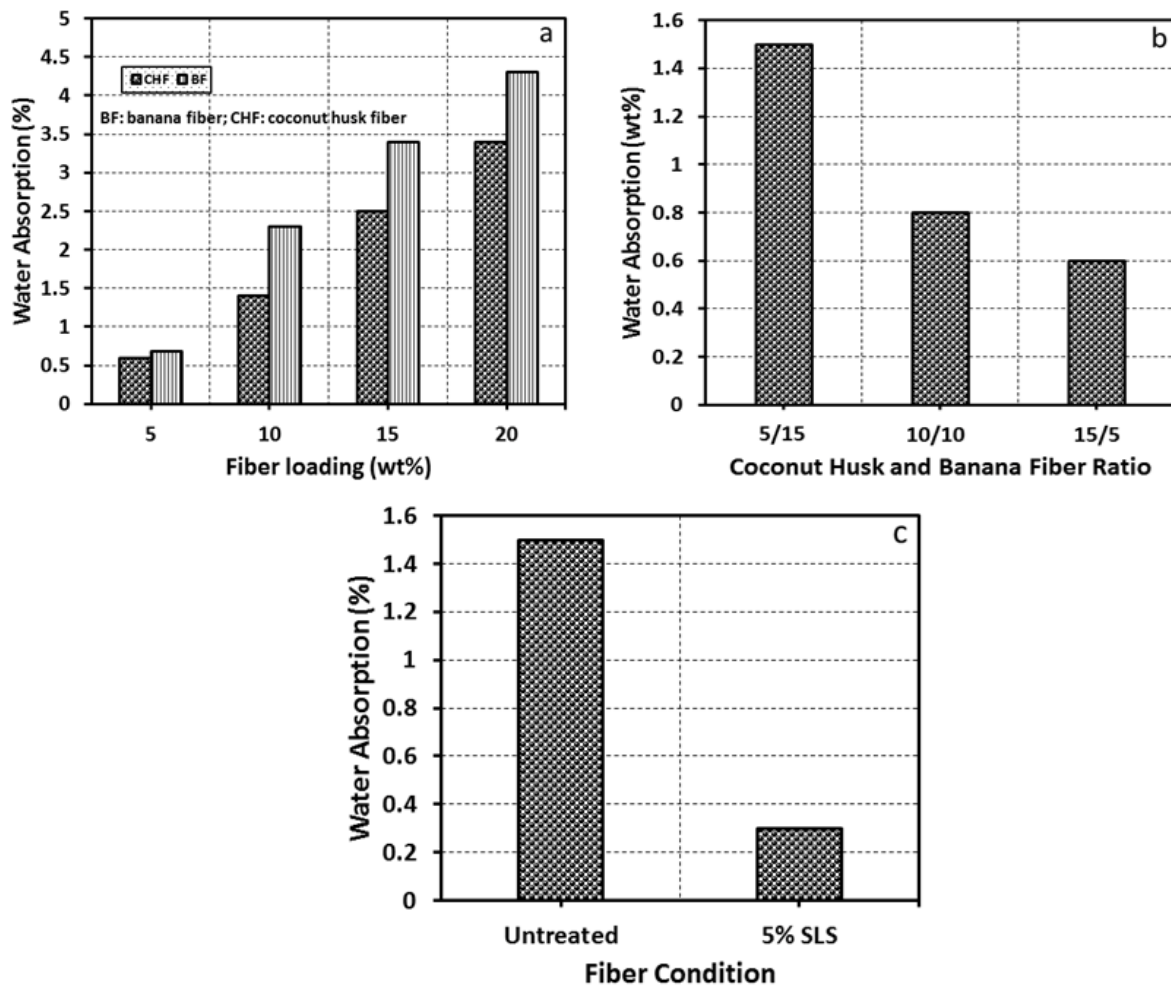 a
5
4.5
4
3.5
3
2.5
2
1.5
1
0.5
0
Water Absorption (%)
CHF BF
BF: banana fiber; CHF: coconut husk fiber
5 10 15 20
Fiber loading (wt%)
b
1.6
1.4
1.2
1
0.8
0.6
0.4
0.2
0
Water Absorption (wt%)
5/15 10/10 15/5
Coconut Husk and Banana Fiber Ratio
c
1.6
1.4
1.2
1
0.8
0.6
0.4
0.2
0
Water Absorption (%)
Untreated 5% SLS
Fiber Condition